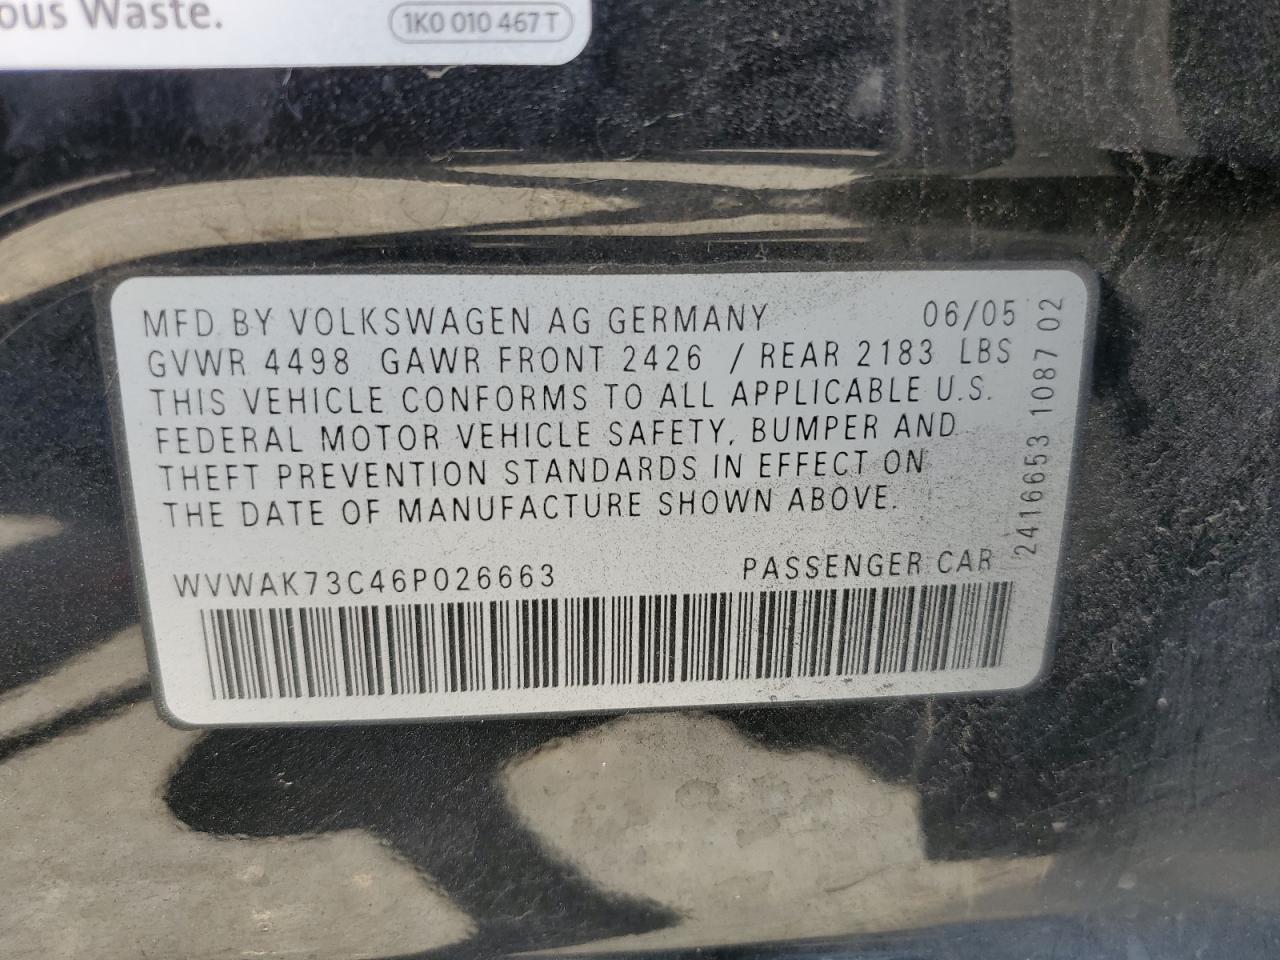 ous Waste.
1K0 010 467 T
MFD BY VOLKSWAGEN AG GERMANY 06/05
GVWR 4498 GAWR FRONT 2426 / REAR 2183 LBS
THIS VEHICLE CONFORMS TO ALL APPLICABLE U.S.
FEDERAL MOTOR VEHICLE SAFETY, BUMPER AND
THEFT PREVENTION STANDARDS IN EFFECT ON
THE DATE OF MANUFACTURE SHOWN ABOVE.
WVWAK73C46P026663 PASSENGER CAR
2416653 1087 02